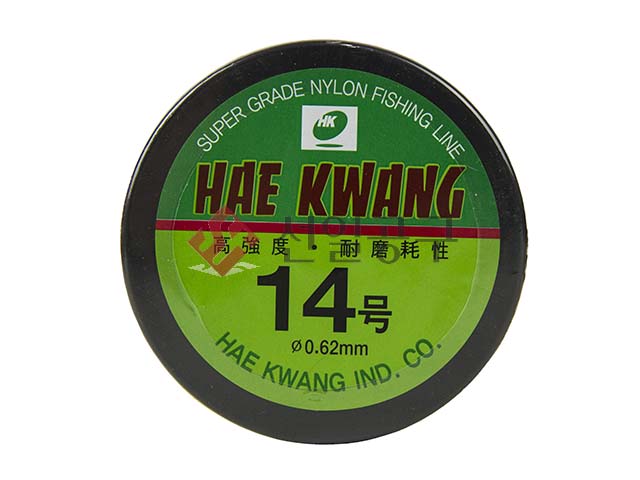 SUPER GRADE NYLON FISHING LINE
HK
HAE KWANG
高強度・耐磨耗性
14号
ø0.62mm
HAE KWANG IND. CO.